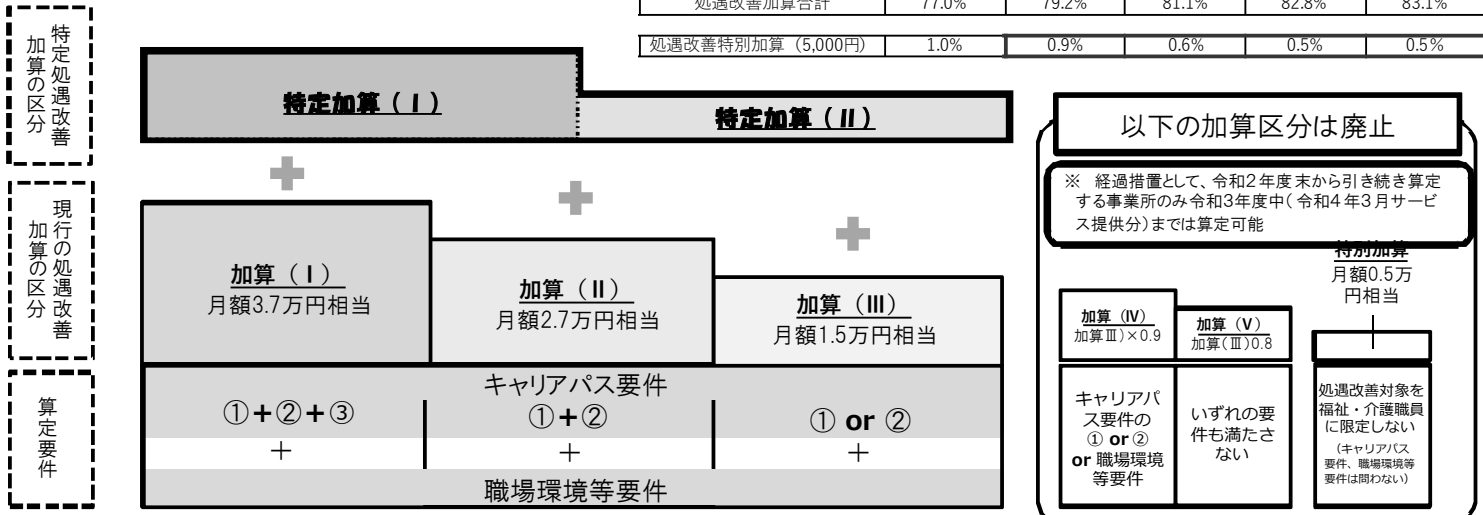 処遇改善加算合計 77.0% 79.2% 81.1% 82.8% 83.1%
処遇改善特別加算（5,000円） 1.0% 0.9% 0.6% 0.5% 0.5%
特定処遇改善
加算の区分
特定加算（Ⅰ）
特定加算（Ⅱ）
現行の処遇改善
加算の区分
加算（Ⅰ）
月額3.7万円相当
加算（Ⅱ）
月額2.7万円相当
加算（Ⅲ）
月額1.5万円相当
算定要件
キャリアパス要件
①+②+③
①+②
① or ②
＋
＋
＋
職場環境等要件
以下の加算区分は廃止
※ 経過措置として、令和2年度末から引き続き算定
する事業所のみ令和3年度中(令和4年3月サービ
ス提供分)までは算定可能
加算（Ⅳ）
加算Ⅲ)×0.9
加算（Ⅴ）
加算(Ⅲ)0.8
特別加算
月額0.5万
円相当
キャリアパ
ス要件の
① or ②
or 職場環境
等要件
いずれの要
件も満たさ
ない
処遇改善対象を
福祉・介護職員
に限定しない
（キャリアパス
要件、職場環境等
要件は問わない）